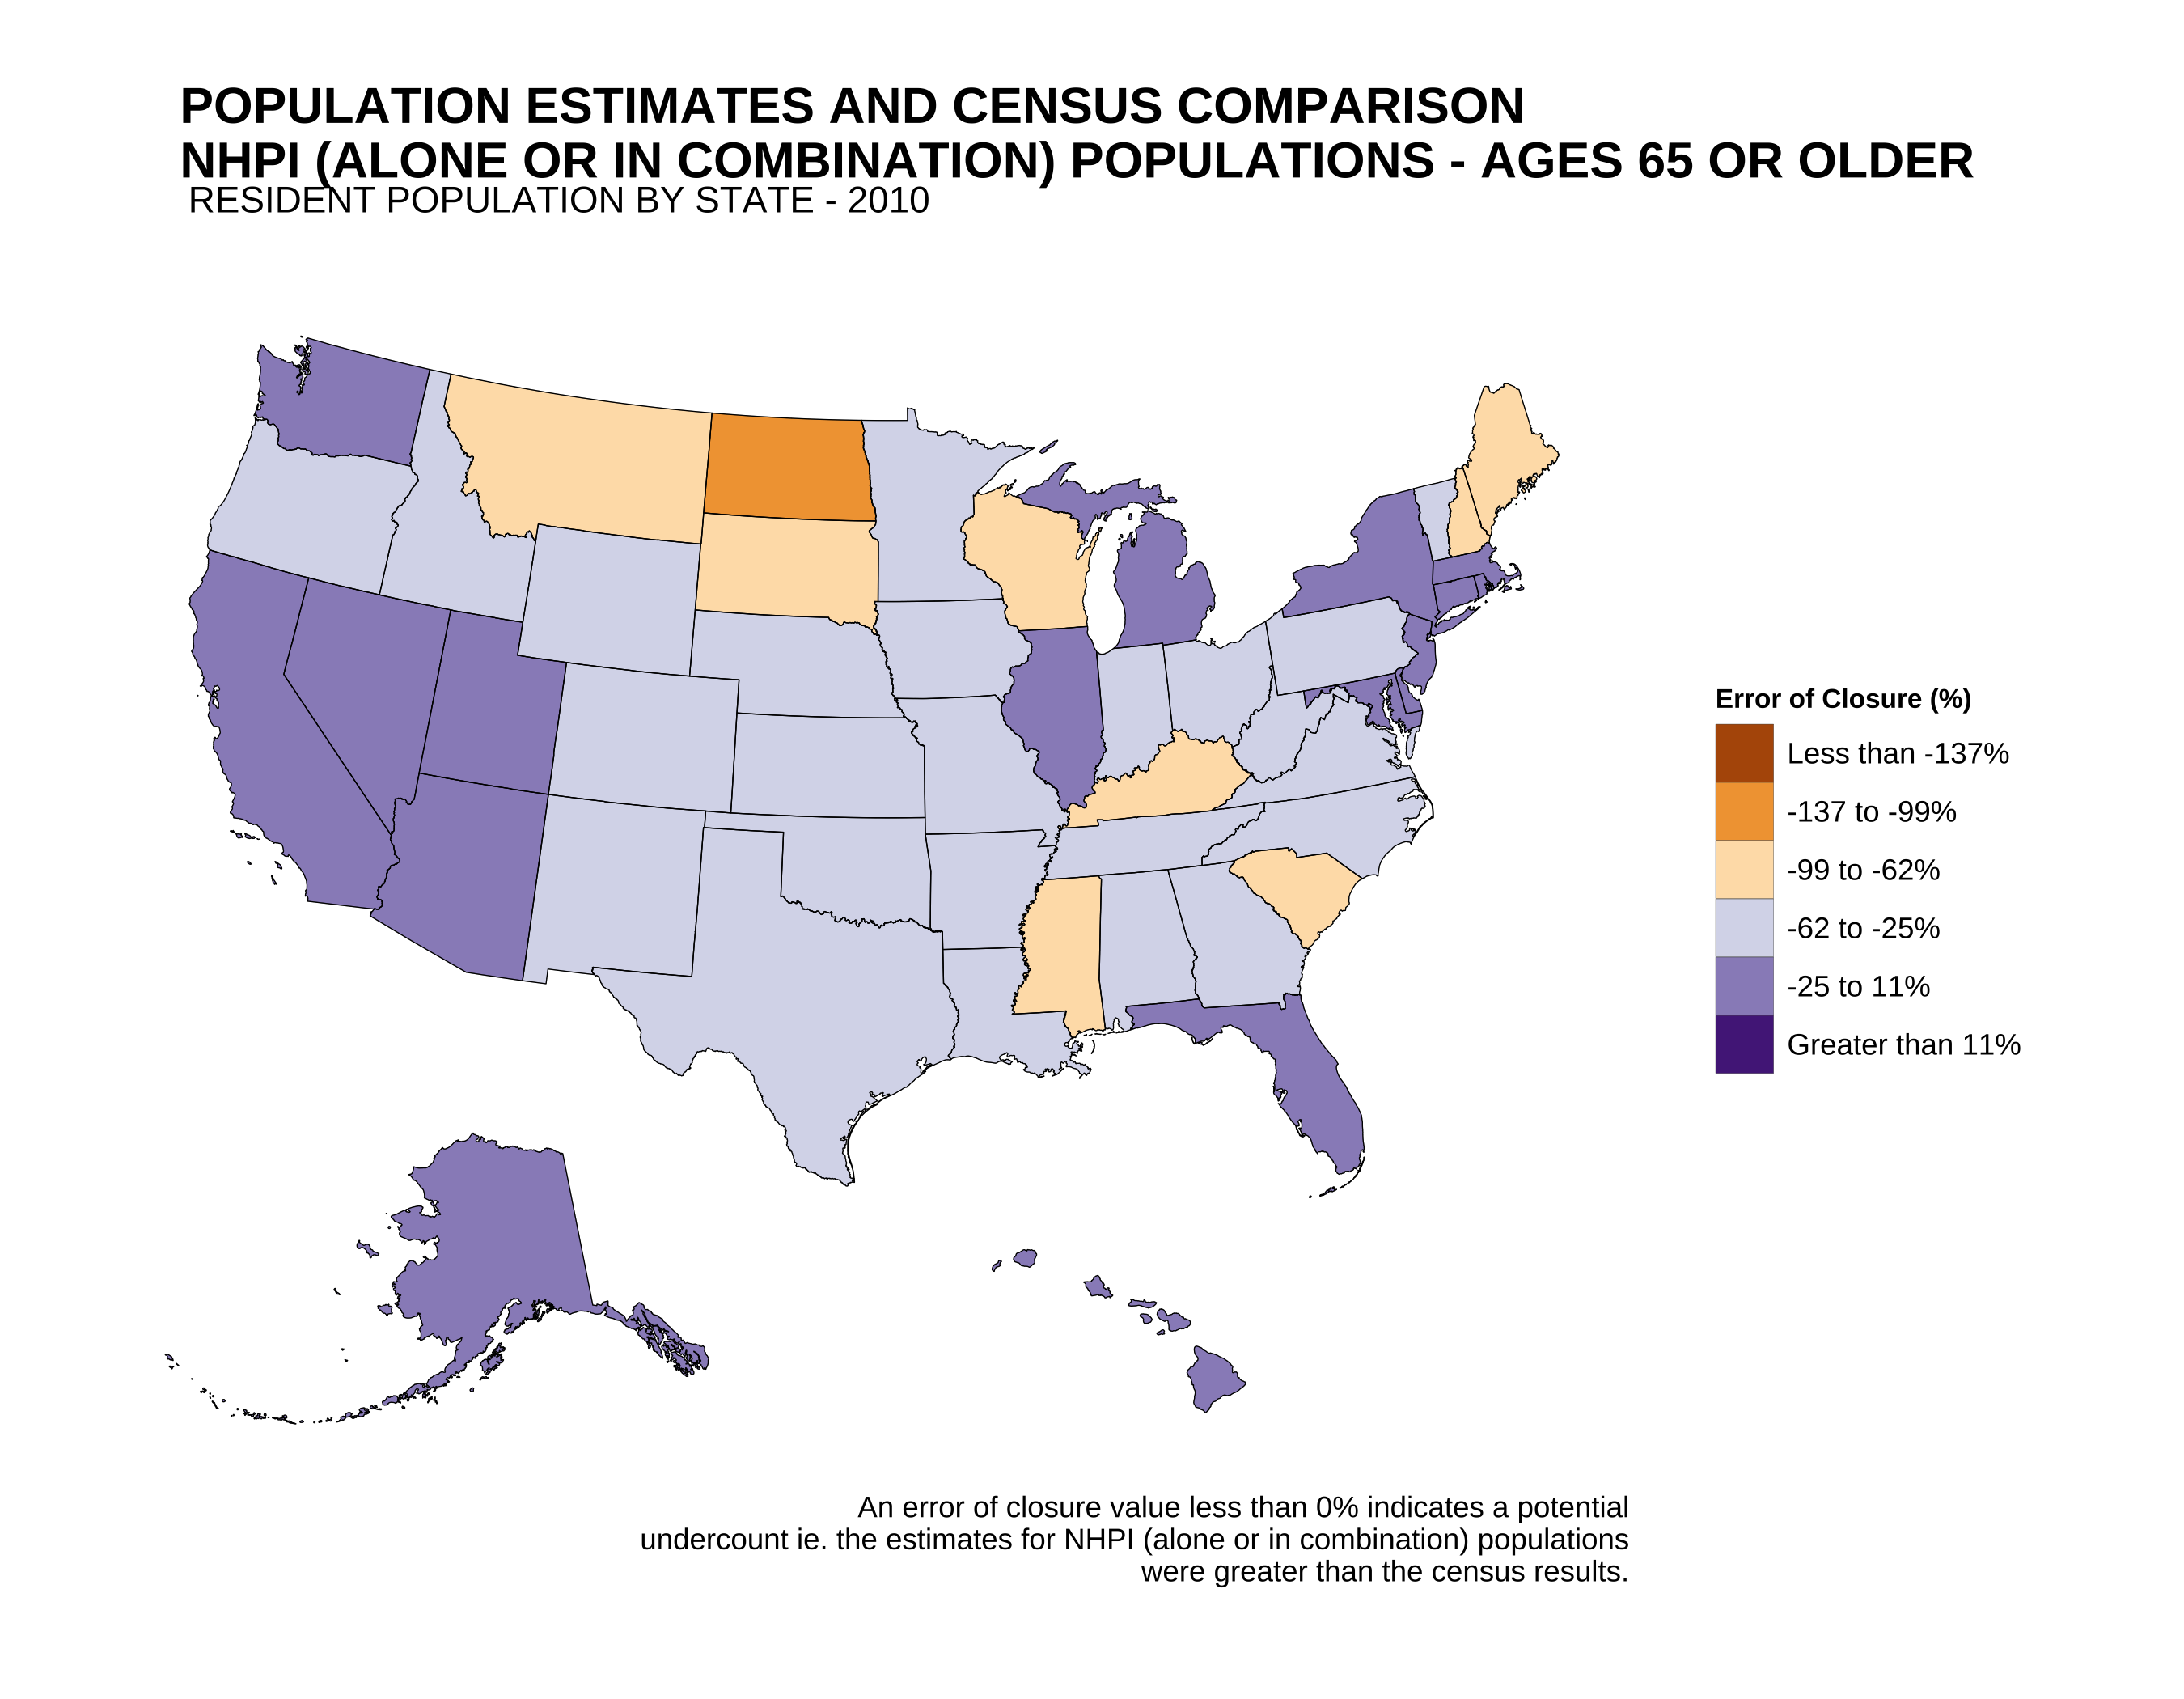 POPULATION ESTIMATES AND CENSUS COMPARISON
NHPI (ALONE OR IN COMBINATION) POPULATIONS - AGES 65 OR OLDER
RESIDENT POPULATION BY STATE - 2010
Error of Closure (%)
Less than -137%
-137 to -99%
-99 to -62%
-62 to -25%
-25 to 11%
Greater than 11%
An error of closure value less than 0% indicates a potential
undercount ie. the estimates for NHPI (alone or in combination) populations
were greater than the census results.